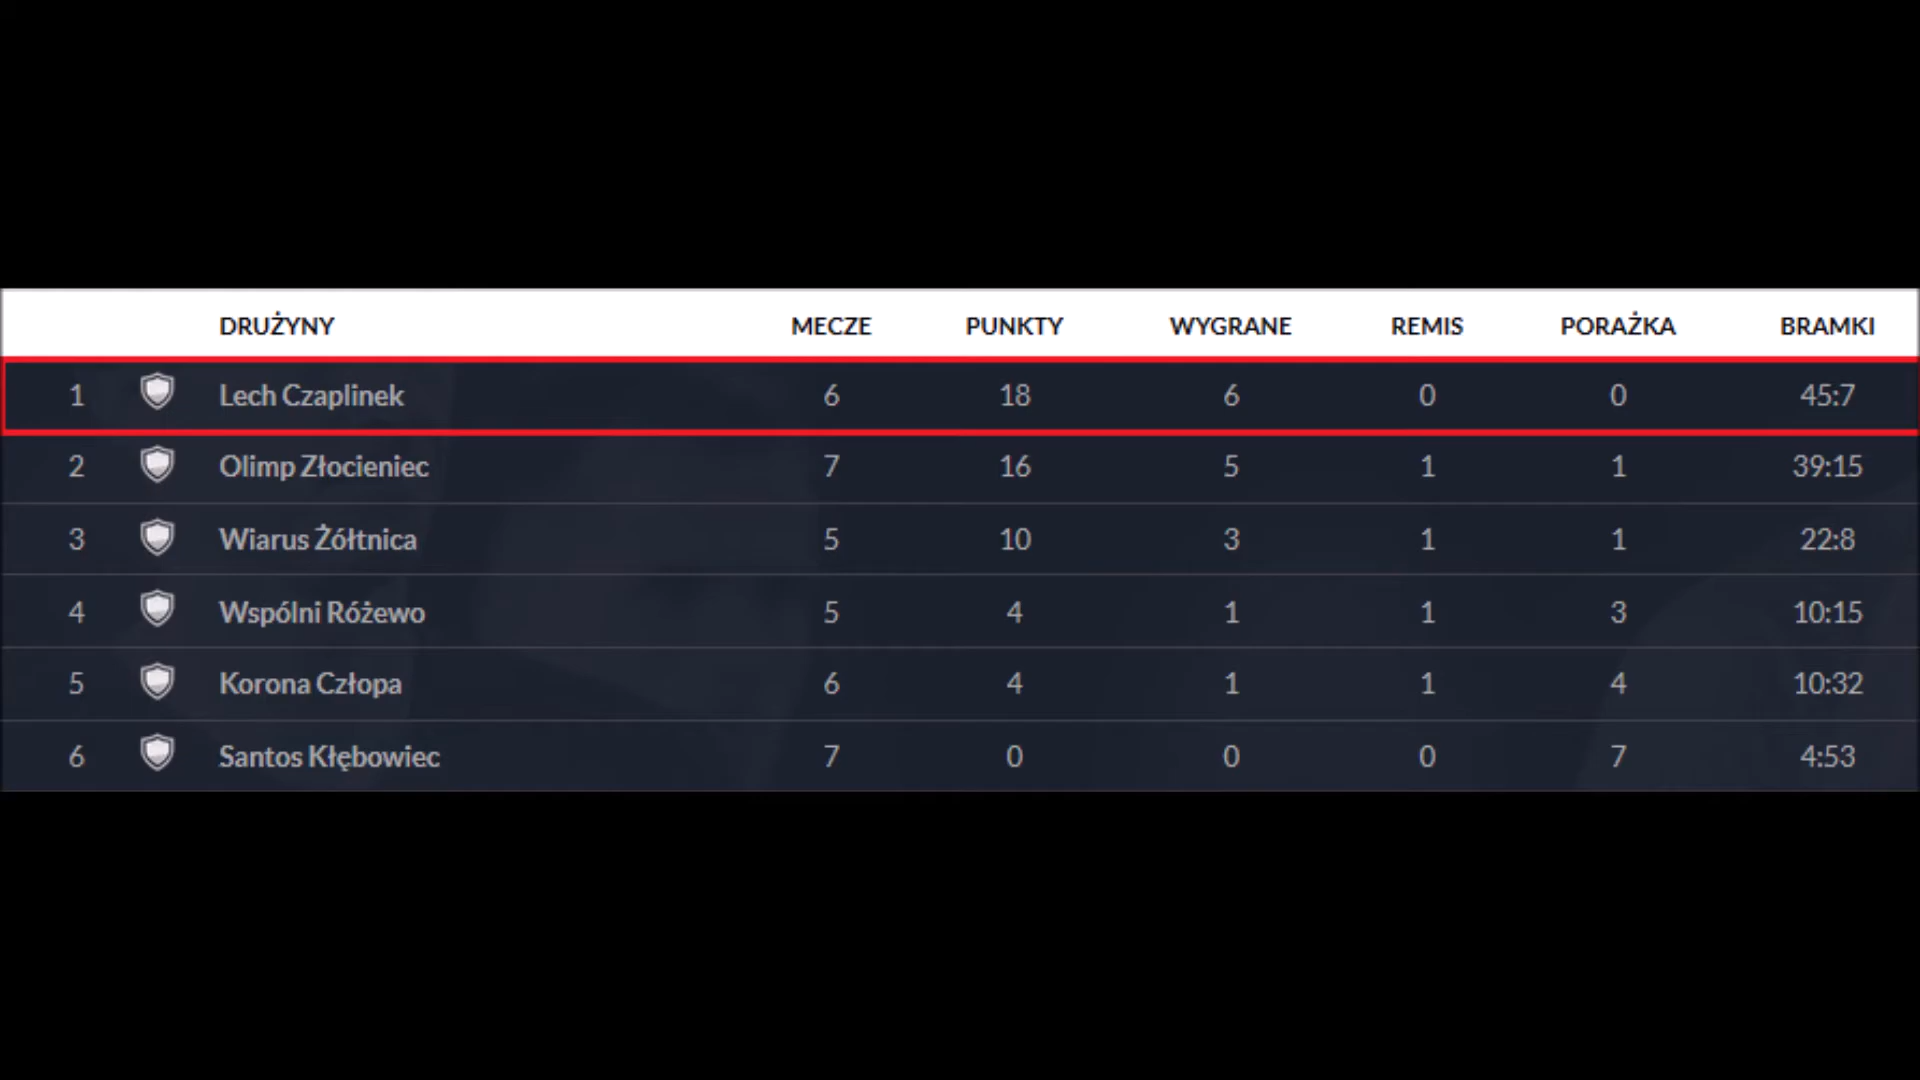 DRUŻYNY MECZE PUNKTY WYGRANE REMIS PORAŻKA BRAMKI
1 Lech Czaplinek 6 18 6 0 0 45:7
2 Olimp Złocieniec 7 16 5 1 1 39:15
3 Wiarus Żółtnica 5 10 3 1 1 22:8
4 Wspólni Różewo 5 4 1 1 3 10:15
5 Korona Człopa 6 4 1 1 4 10:32
6 Santos Kłębowiec 7 0 0 0 7 4:53